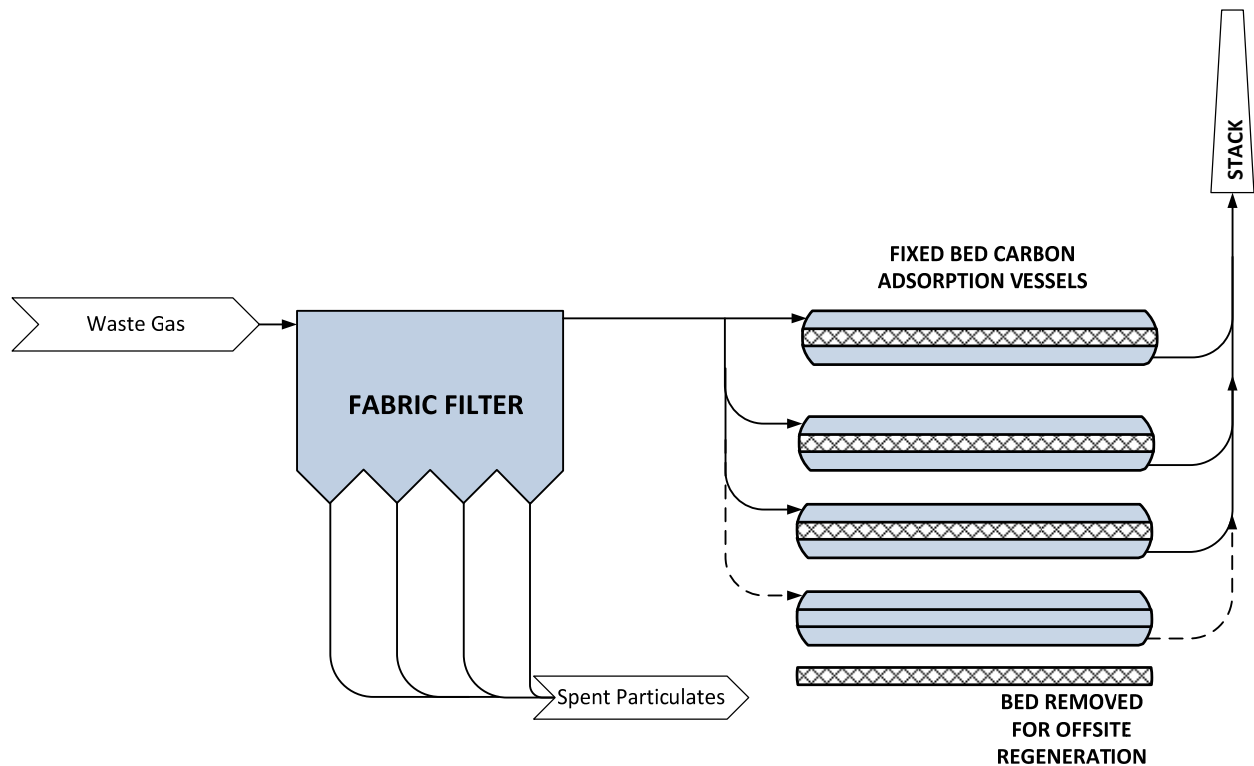 STACK
FIXED BED CARBON
ADSORPTION VESSELS
Waste Gas
FABRIC FILTER
Spent Particulates
BED REMOVED
FOR OFFSITE
REGENERATION